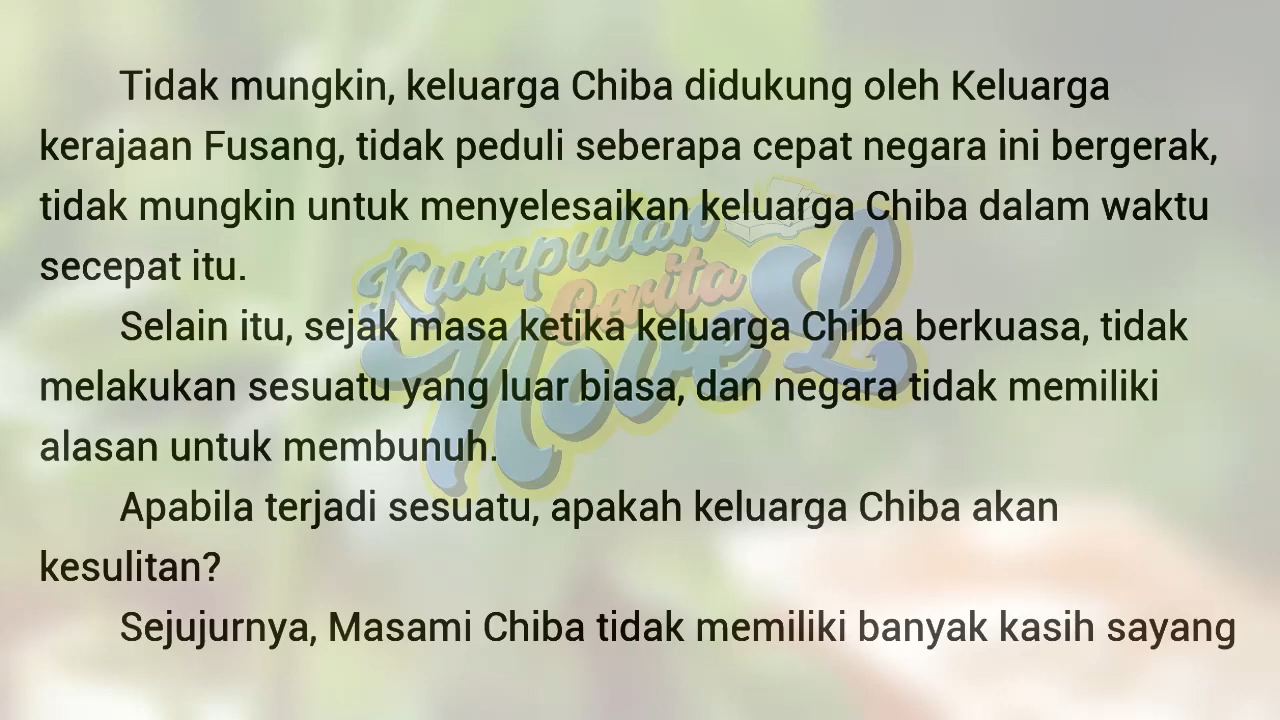 Tidak mungkin, keluarga Chiba didukung oleh Keluarga
kerajaan Fusang, tidak peduli seberapa cepat negara ini bergerak,
tidak mungkin untuk menyelesaikan keluarga Chiba dalam waktu
secepat itu.
Selain itu, sejak masa ketika keluarga Chiba berkuasa, tidak
melakukan sesuatu yang luar biasa, dan negara tidak memiliki
alasan untuk membunuh.
Apabila terjadi sesuatu, apakah keluarga Chiba akan
kesulitan?
Sejujurnya, Masami Chiba tidak memiliki banyak kasih sayang
Kumpulan
Cerita
NoveL